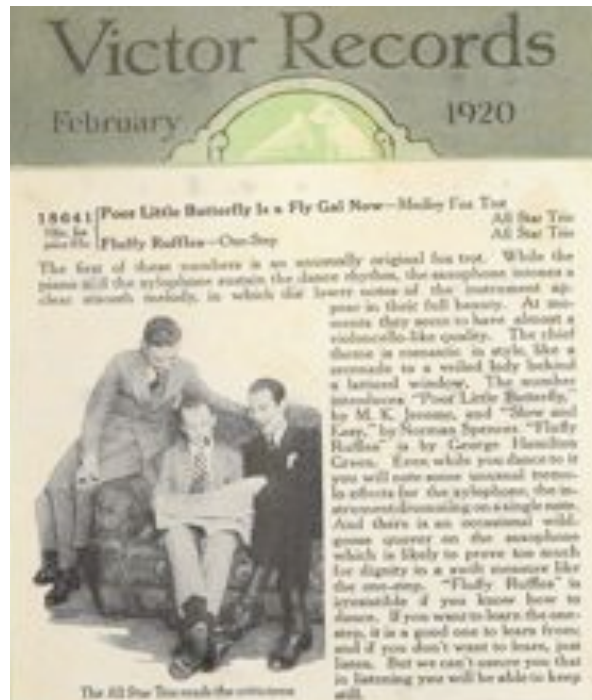 Victor Records
February 1920
18641 Poor Little Butterfly Is a Fly Gal Now—Medley Fox Trot
All Star Trio
Fluffy Ruffles—One-Step All Star Trio
The first of these numbers is an unusually original fox trot. While the
piano and the xylophone sustain the dance rhythm, the saxophone intones a
clear smooth melody, in which the lower notes of the instrument ap-
pear in their full beauty. At mo-
ments they seem to have almost a
violoncello-like quality. The chief
theme is romantic in style, like a
serenade to a veiled lady behind
a latticed window. The number
introduces "Poor Little Butterfly,"
by M. K. Jerome, and "Slow and
Easy," by Norman Spencer. "Fluffy
Ruffles" is by George Hamilton
Green. Even while you dance to it
you will note some unusual tremo-
lo effects for the xylophone, the in-
strument drumming on a single note.
And there is an occasional wild-
goose quaver on the saxophone
which is likely to prove too much
for dignity in a swift measure like
the one-step. "Fluffy Ruffles" is
irresistible if you know how to
dance. If you want to learn the one-
step, it is a good one to learn from;
and if you don't want to learn, just
listen. But we can't assure you that
in listening you will be able to keep
still.
The All Star Trio reads the